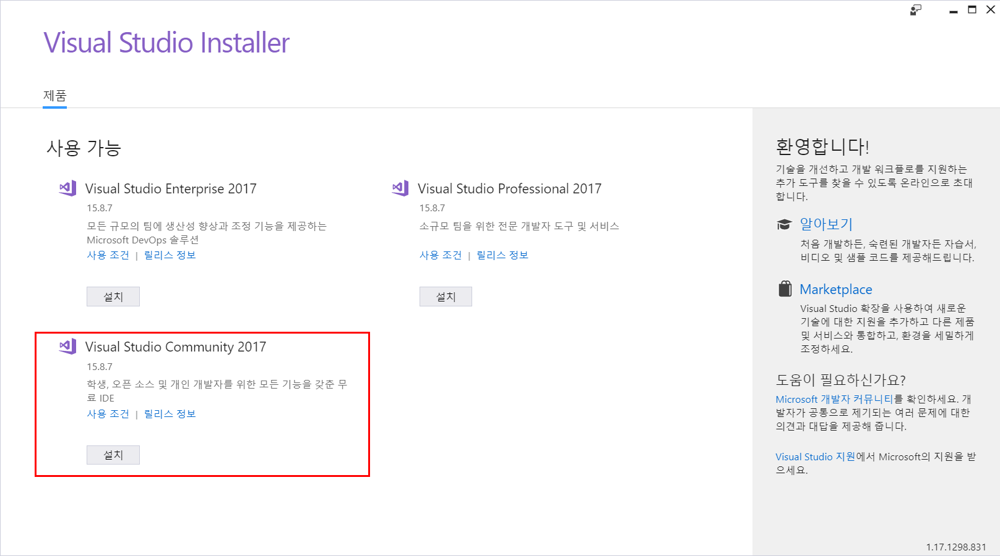 Visual Studio Installer
제품
사용 가능
Visual Studio Enterprise 2017
15.8.7
모든 규모의 팀에 생산성 향상과 조정 기능을 제공하는
Microsoft DevOps 솔루션
사용 조건 | 릴리스 정보
설치
Visual Studio Professional 2017
15.8.7
소규모 팀을 위한 전문 개발자 도구 및 서비스
사용 조건 | 릴리스 정보
설치
Visual Studio Community 2017
15.8.7
학생, 오픈 소스 및 개인 개발자를 위한 모든 기능을 갖춘 무
료 IDE
사용 조건 | 릴리스 정보
설치
환영합니다!
기술을 개선하고 개발 워크플로를 지원하는
추가 도구를 찾을 수 있도록 온라인으로 초대
합니다.
알아보기
처음 개발하든, 숙련된 개발자든 자습서,
비디오 및 샘플 코드를 제공해드립니다.
Marketplace
Visual Studio 확장을 사용하여 새로운
기술에 대한 지원을 추가하고 다른 제품
및 서비스와 통합하고, 환경을 세밀하게
조정하세요.
도움이 필요하신가요?
Microsoft 개발자 커뮤니티를 확인하세요. 개
발자가 공통으로 제기되는 여러 문제에 대한
의견과 대답을 제공해 줍니다.
Visual Studio 지원에서 Microsoft의 지원을 받
으세요.
1.17.1298.831